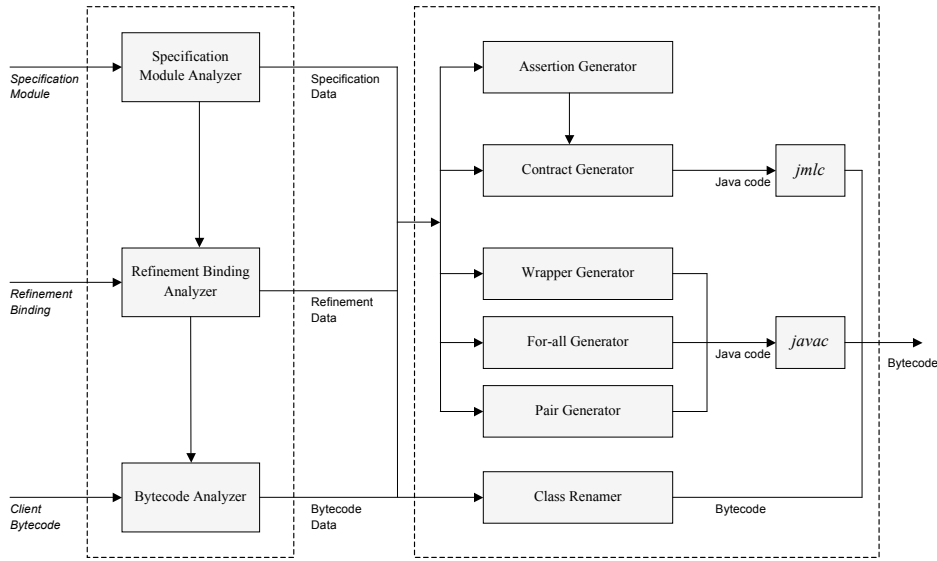 Specification
Module Analyzer
Specification
Module
Specification
Data
Assertion Generator
Contract Generator
Java code
jmlc
Refinement Binding
Analyzer
Refinement
Binding
Refinement
Data
Wrapper Generator
For-all Generator
Java code
javac
Bytecode
Pair Generator
Bytecode Analyzer
Client
Bytecode
Bytecode
Data
Class Renamer
Bytecode